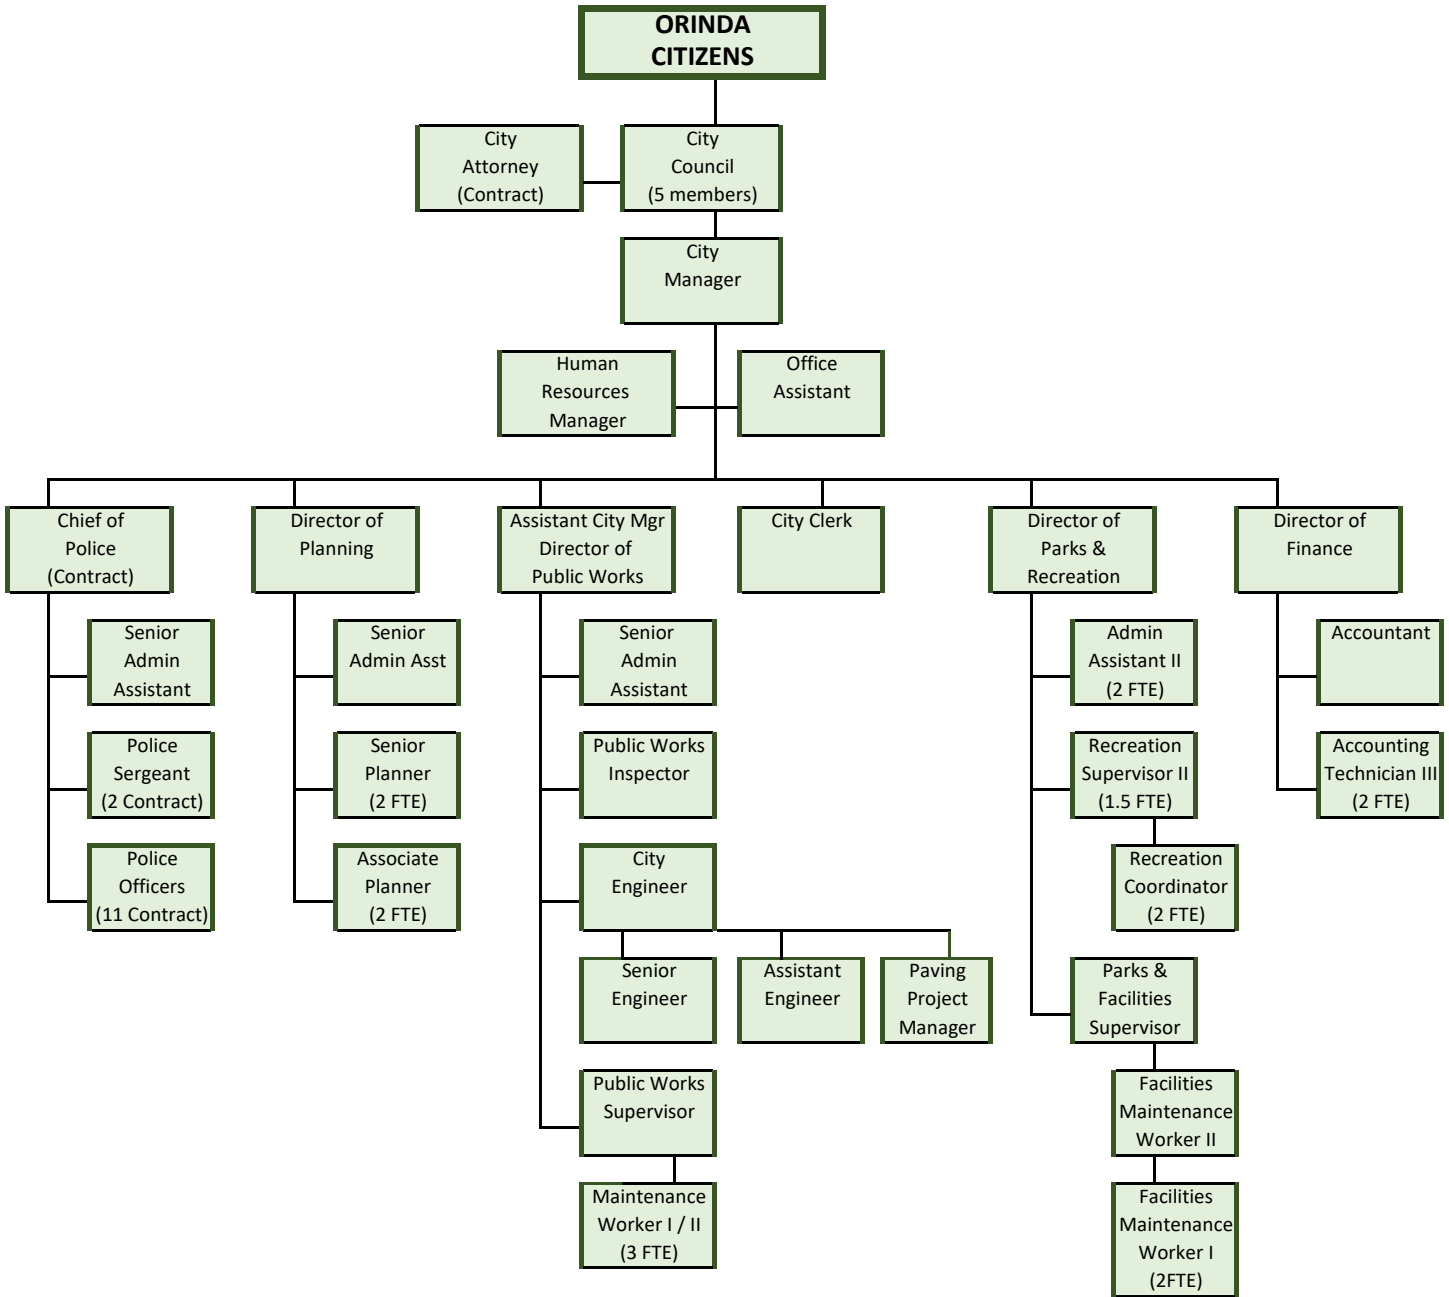 ORINDA
CITIZENS
City
Attorney
(Contract)
City
Council
(5 members)
City
Manager
Human
Resources
Manager
Office
Assistant
Chief of
Police
(Contract)
Director of
Planning
Assistant City Mgr
Director of
Public Works
City Clerk
Director of
Parks &
Recreation
Director of
Finance
Senior
Admin
Assistant
Senior
Admin Asst
Senior
Admin
Assistant
Admin
Assistant II
(2 FTE)
Accountant
Police
Sergeant
(2 Contract)
Senior
Planner
(2 FTE)
Public Works
Inspector
Recreation
Supervisor II
(1.5 FTE)
Accounting
Technician III
(2 FTE)
Police
Officers
(11 Contract)
Associate
Planner
(2 FTE)
City
Engineer
Recreation
Coordinator
(2 FTE)
Senior
Engineer
Assistant
Engineer
Paving
Project
Manager
Parks &
Facilities
Supervisor
Public Works
Supervisor
Facilities
Maintenance
Worker II
Maintenance
Worker I / II
(3 FTE)
Facilities
Maintenance
Worker I
(2FTE)